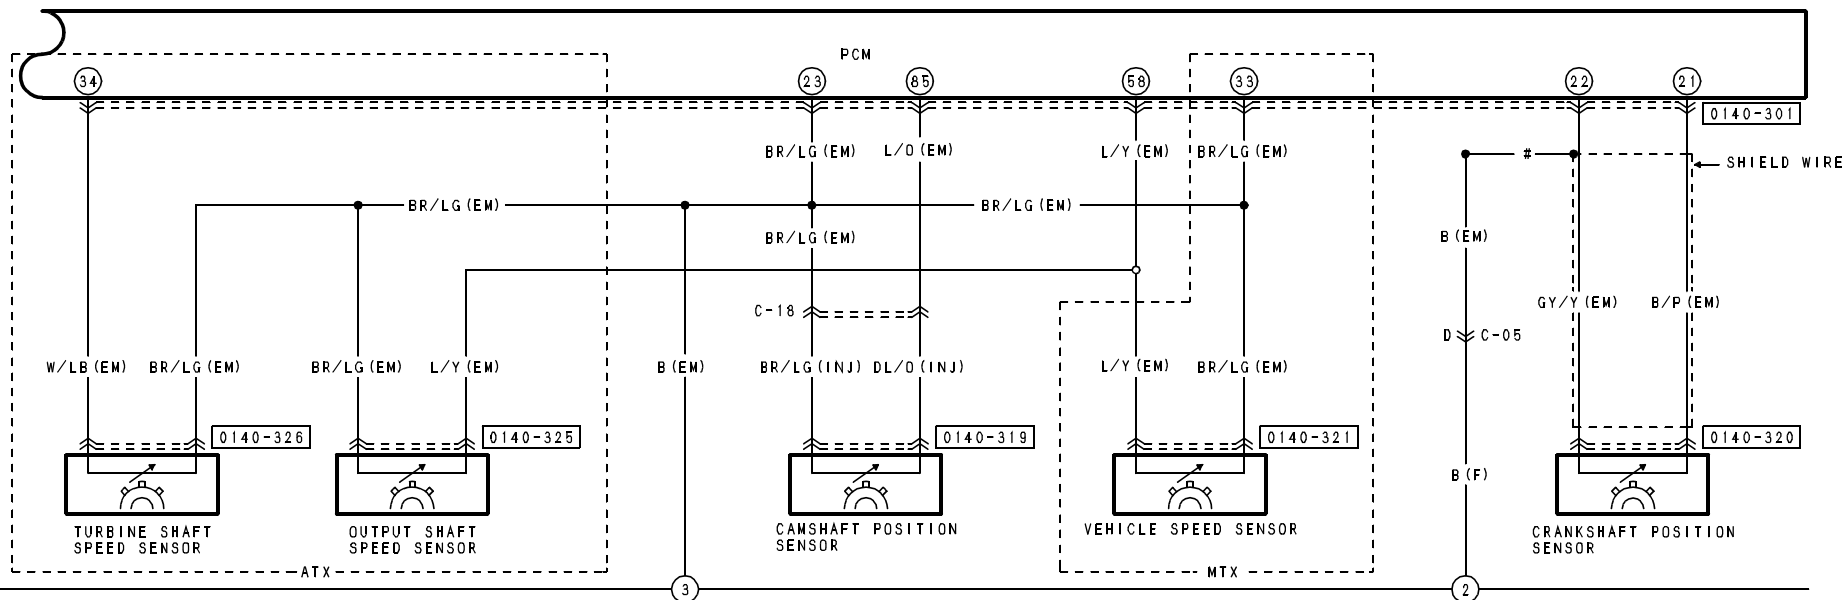 PCM
34
23
85
58
33
22
21
0140-301
BR/LG(EM)
L/O(EM)
L/Y(EM)
BR/LG(EM)
#
SHIELD WIRE
BR/LG(EM)
BR/LG(EM)
BR/LG(EM)
B(EM)
C-18
GY/Y(EM)
B/P(EM)
D
C-05
W/LB(EM)
BR/LG(EM)
BR/LG(EM)
L/Y(EM)
B(EM)
BR/LG(INJ)
DL/O(INJ)
L/Y(EM)
BR/LG(EM)
0140-326
0140-325
0140-319
0140-321
0140-320
B(F)
TURBINE SHAFT
SPEED SENSOR
OUTPUT SHAFT
SPEED SENSOR
CAMSHAFT POSITION
SENSOR
VEHICLE SPEED SENSOR
CRANKSHAFT POSITION
SENSOR
ATX
MTX
3
2